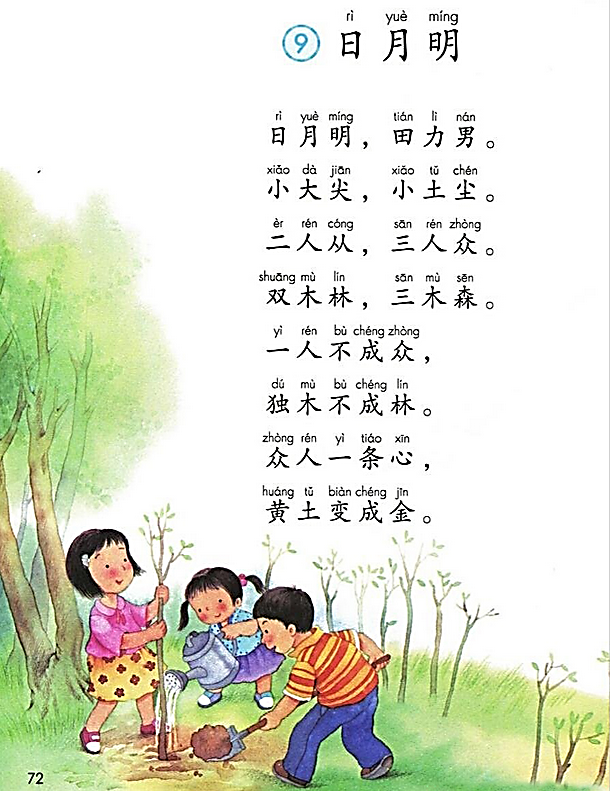 rì yuè míng
9 日月明
rì yuè míng tián lì nán
日月明，田力男。
xiǎo dà jiān xiǎo tǔ chén
小大尖，小土尘。
èr rén cóng sān rén zhòng
二人从，三人众。
shuāng mù lín sān mù sēn
双木林，三木森。
yì rén bù chéng zhòng
一人不成众，
dú mù bù chéng lín
独木不成林。
zhòng rén yì tiáo xīn
众人一条心，
huáng tǔ biàn chéng jīn
黄土变成金。
72